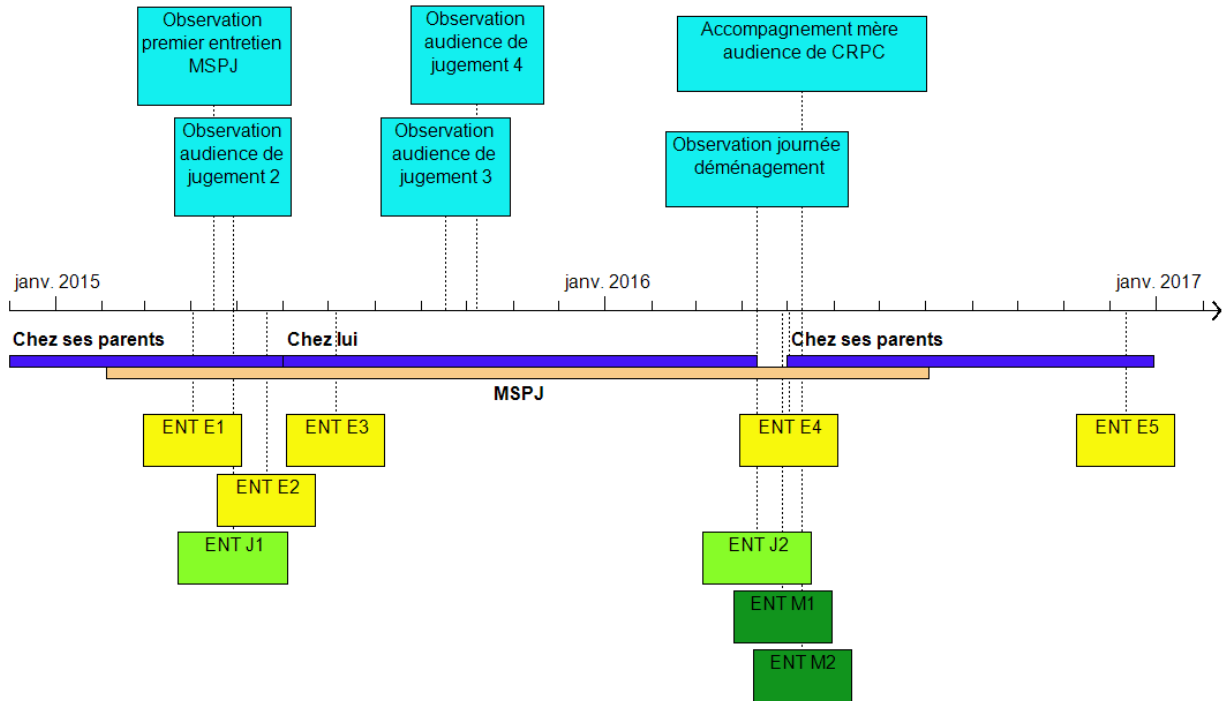 Observation
premier entretien
MSPJ
Observation
audience de
jugement 4
Accompagnement mère
audience de CRPC
Observation
audience de
jugement 2
Observation
audience de
jugement 3
Observation journée
déménagement
janv. 2015
janv. 2016
janv. 2017
Chez ses parents
Chez lui
Chez ses parents
MSPJ
ENT E1
ENT E3
ENT E4
ENT E5
ENT E2
ENT J1
ENT J2
ENT M1
ENT M2